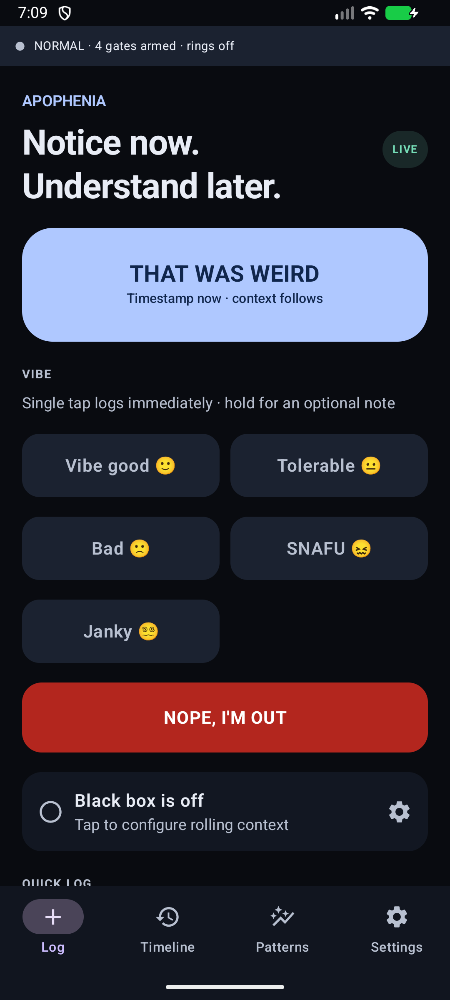 7:09
NORMAL · 4 gates armed · rings off
APOPHENIA
Notice now.
Understand later.
LIVE
THAT WAS WEIRD
Timestamp now · context follows
VIBE
Single tap logs immediately · hold for an optional note
Vibe good 🙂
Tolerable 😐
Bad 🙁
SNAFU 😖
Janky 😵‍💫
NOPE, I'M OUT
Black box is off
Tap to configure rolling context
QUICK LOG
Log
Timeline
Patterns
Settings